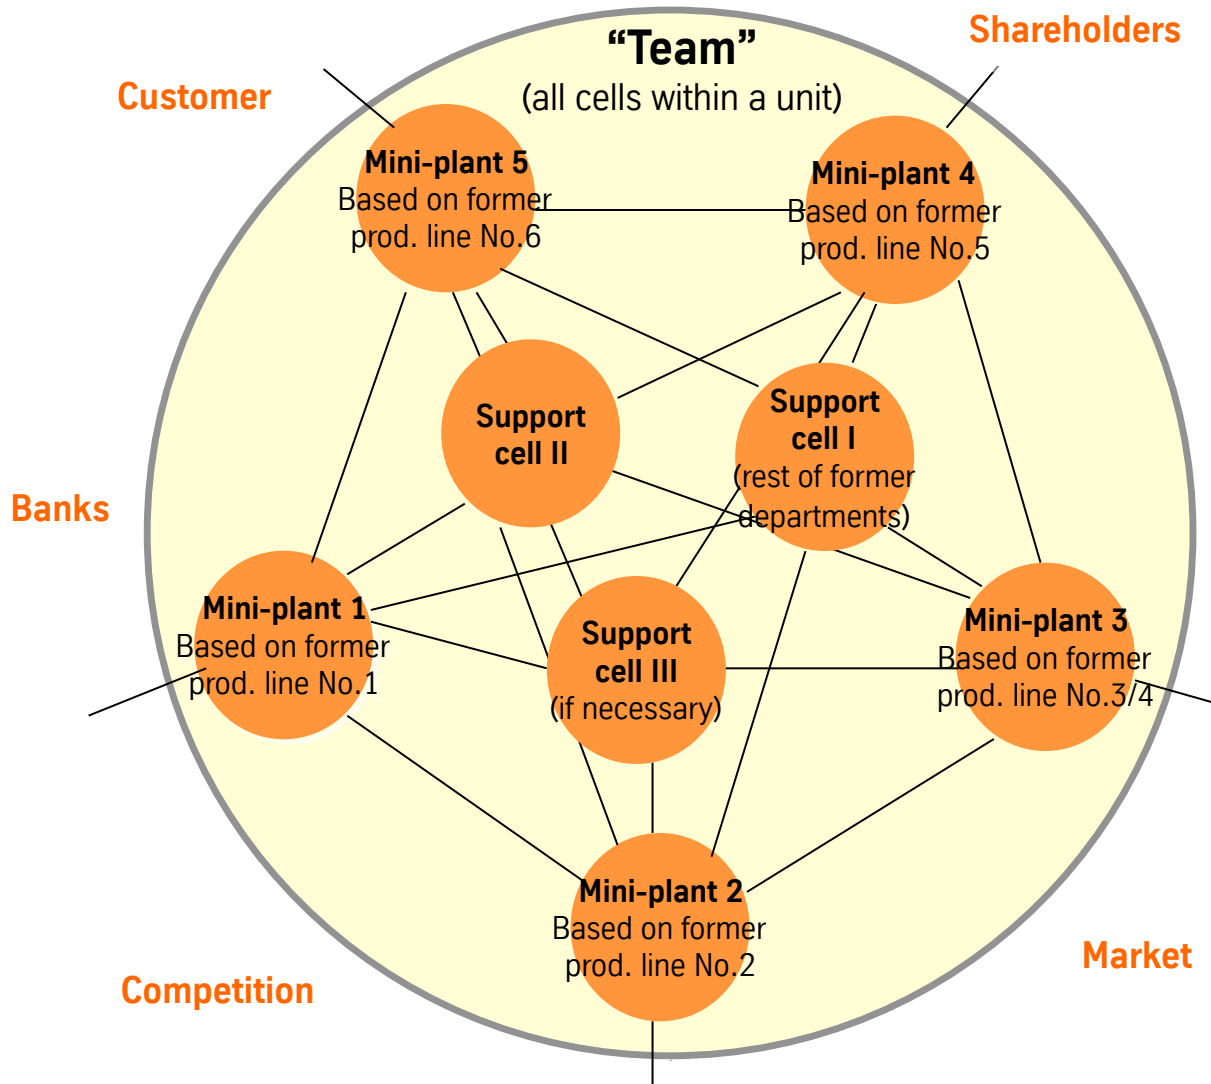 Shareholders
“Team”
(all cells within a unit)
Customer
Mini-plant 5
Based on former
prod. line No.6
Mini-plant 4
Based on former
prod. line No.5
Support
cell II
Support
cell I
(rest of former
departments)
Banks
Mini-plant 1
Based on former
prod. line No.1
Support
cell III
(if necessary)
Mini-plant 3
Based on former
prod. line No.3/4
Mini-plant 2
Based on former
prod. line No.2
Market
Competition